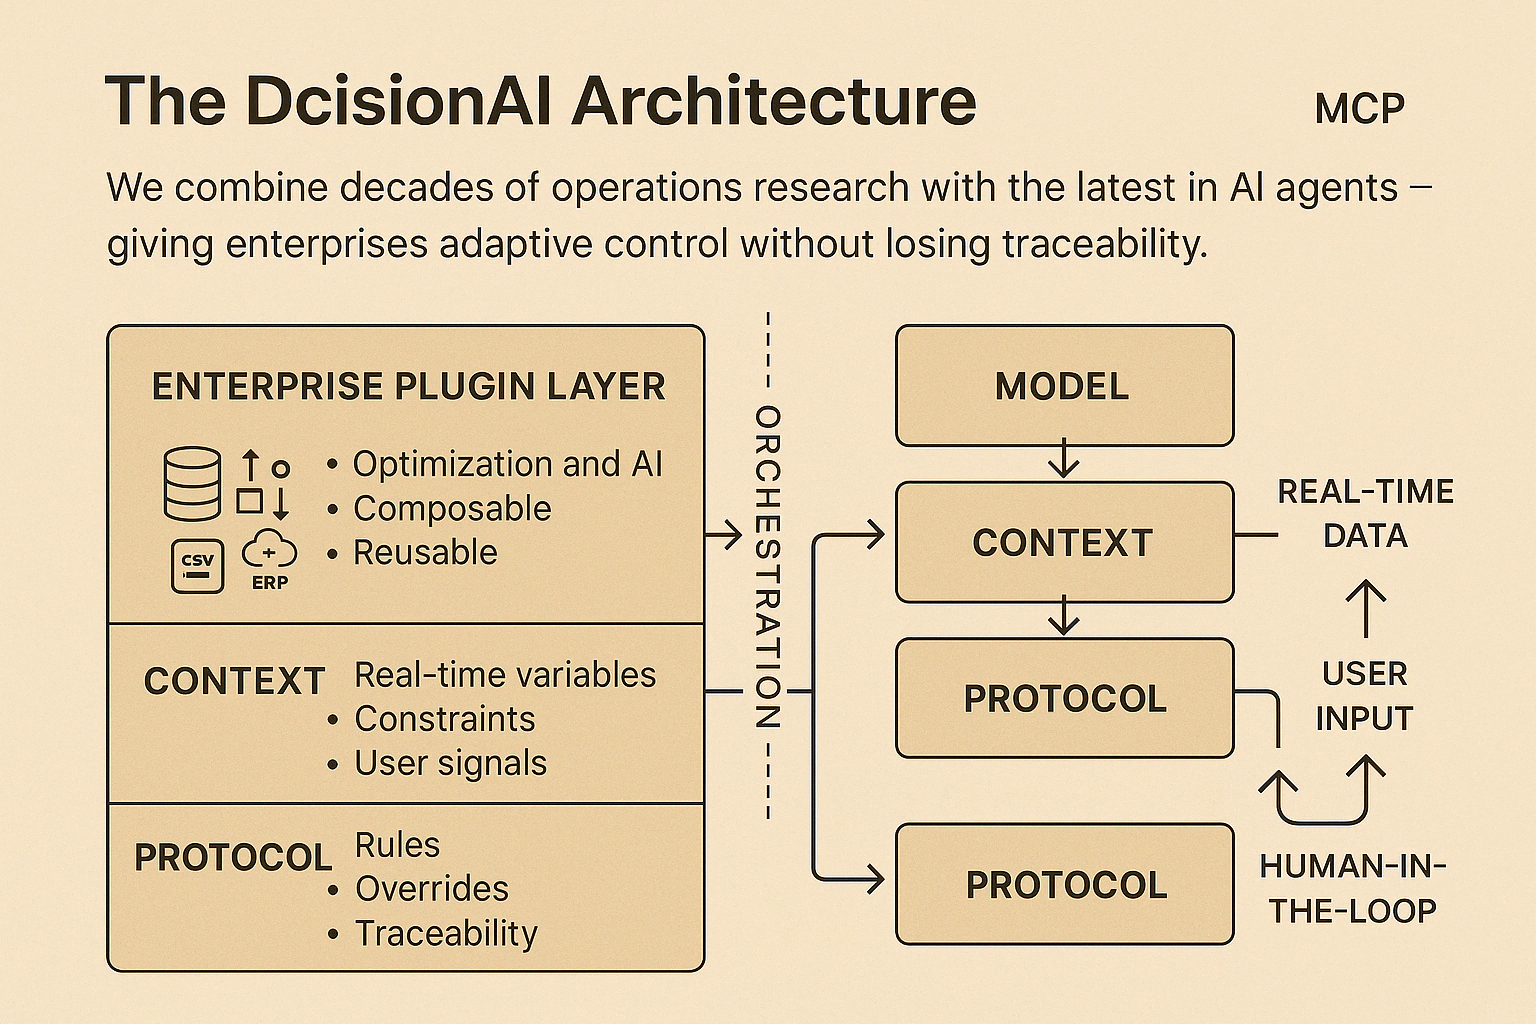 The DcisionAI Architecture
MCP
We combine decades of operations research with the latest in AI agents –
giving enterprises adaptive control without losing traceability.
ENTERPRISE PLUGIN LAYER
• Optimization and AI
• Composable
• Reusable
CSV
ERP
CONTEXT
Real-time variables
• Constraints
• User signals
PROTOCOL
Rules
• Overrides
• Traceability
ORCHESTRATION
MODEL
CONTEXT
PROTOCOL
PROTOCOL
REAL-TIME
DATA
USER
INPUT
HUMAN-IN-
THE-LOOP